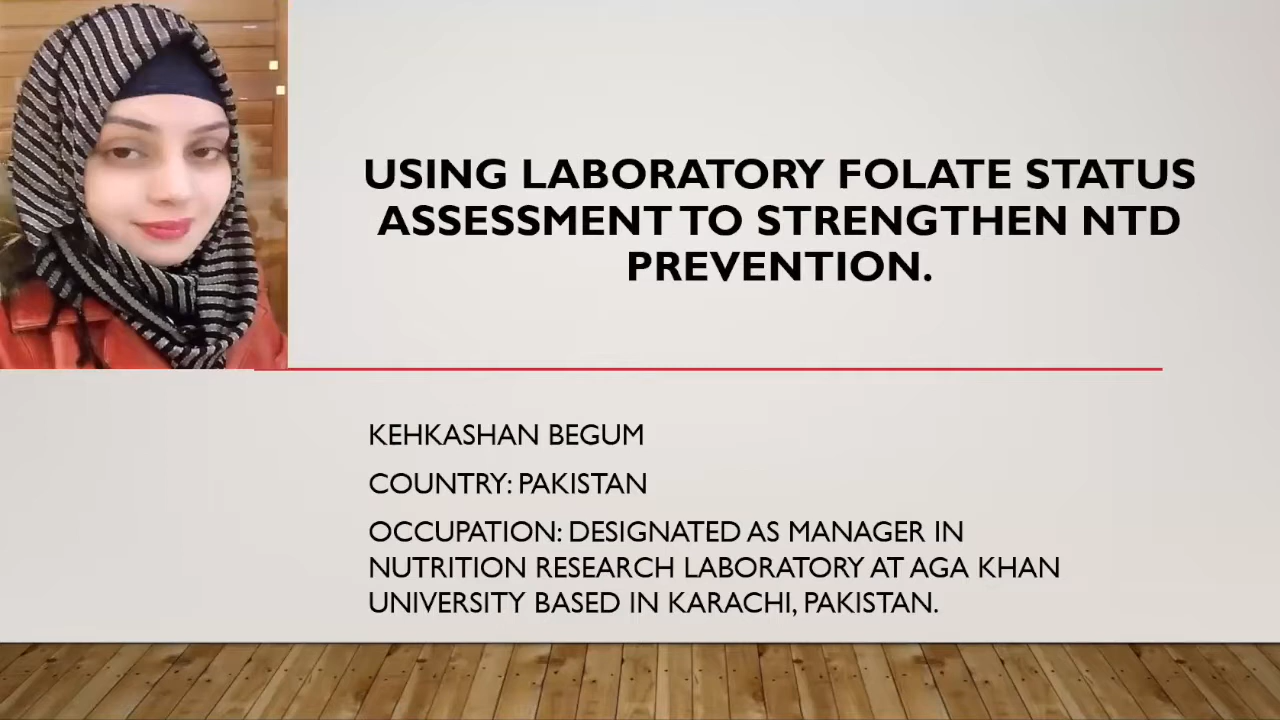 USING LABORATORY FOLATE STATUS
ASSESSMENT TO STRENGTHEN NTD
PREVENTION.
KEHKASHAN BEGUM
COUNTRY: PAKISTAN
OCCUPATION: DESIGNATED AS MANAGER IN
NUTRITION RESEARCH LABORATORY AT AGA KHAN
UNIVERSITY BASED IN KARACHI, PAKISTAN.